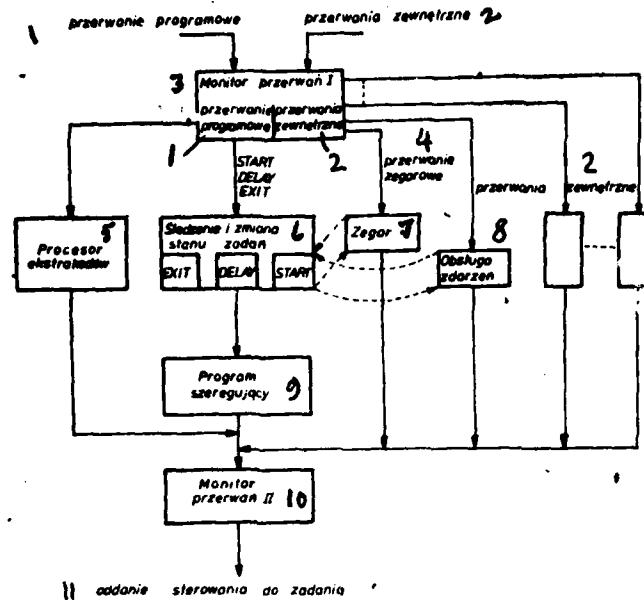 1 przerwanie programowe
przerwania zewnętrzne 2
3 Monitor przerwań I
przerwanie programowe
przerwania zewnętrzne
1
2
START
DELAY
EXIT
4
przerwanie
zegarowe
przerwania 2 zewnętrzne
5
Procesor
ekstrakodów
Śledzenie i zmiana
stanu zadań 6
EXIT DELAY START
Zegar 7
8
Obsługa
zdarzeń
Program
szeregujący 9
Monitor
przerwań II 10
11 oddanie sterowania do zadania